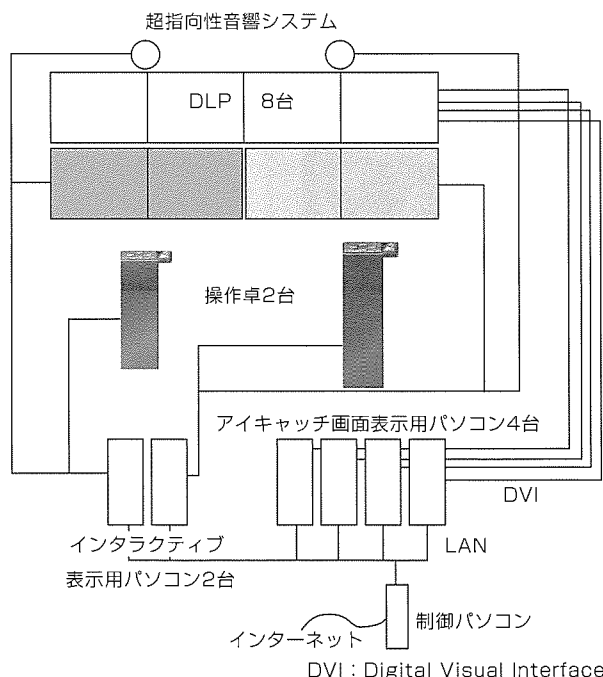 超指向性音響システム
DLP 8台
操作卓2台
アイキャッチ画面表示用パソコン4台
DVI
インタラクティブ
表示用パソコン2台
LAN
制御パソコン
インターネット
DVI：Digital Visual Interface